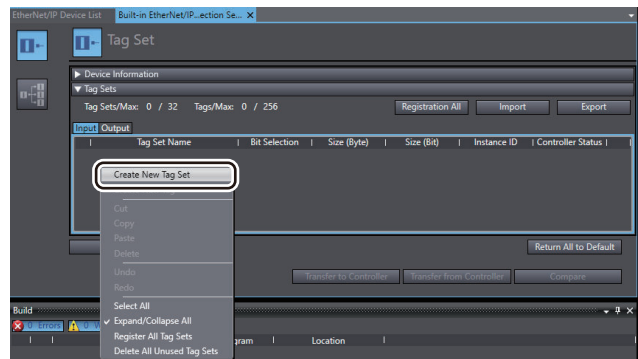 EtherNet/IP Device List Built-in EtherNet/IP...ection Se... X
Tag Set
Device Information
Tag Sets
Tag Sets/Max: 0 / 32 Tags/Max: 0 / 256 Registration All Import Export
Input Output
Tag Set Name Bit Selection Size (Byte) Size (Bit) Instance ID Controller Status
Create New Tag Set
Cut
Copy
Paste
Delete
Return All to Default
Undo
Transfer to Controller Transfer from Controller Compare
Redo
Select All
Build
Expand/Collapse All
0 Errors 0
Register All Tag Sets
Location
Delete All Unused Tag Sets